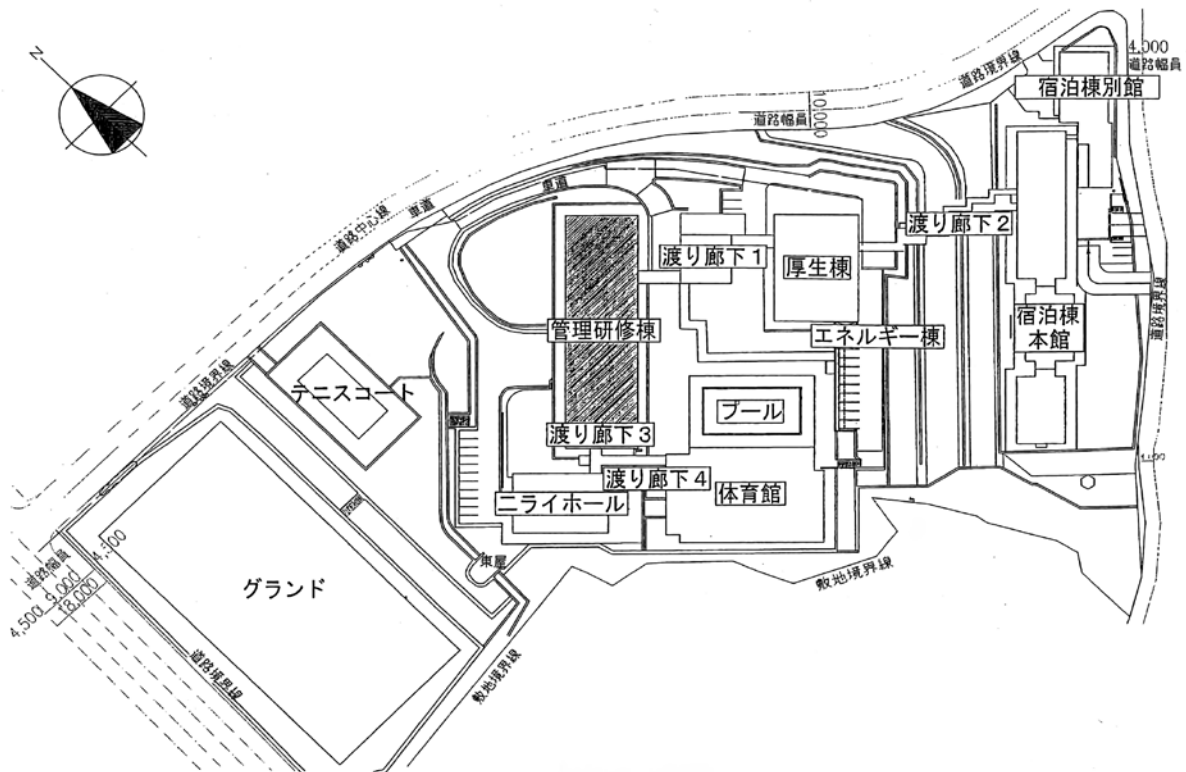 N
4,000
道路幅員
宿泊棟別館
道路境界線
10,000
道路幅員
車道
車道
道路中心線
渡り廊下2
渡り廊下1
厚生棟
管理研修棟
エネルギー棟
宿泊棟
本館
道路境界線
テニスコート
道路境界線
プール
渡り廊下3
渡り廊下4
体育館
ニライホール
東屋
敷地境界線
グランド
道路幅員
4,500
9,000
18,000
4,500
道路境界線
敷地境界線